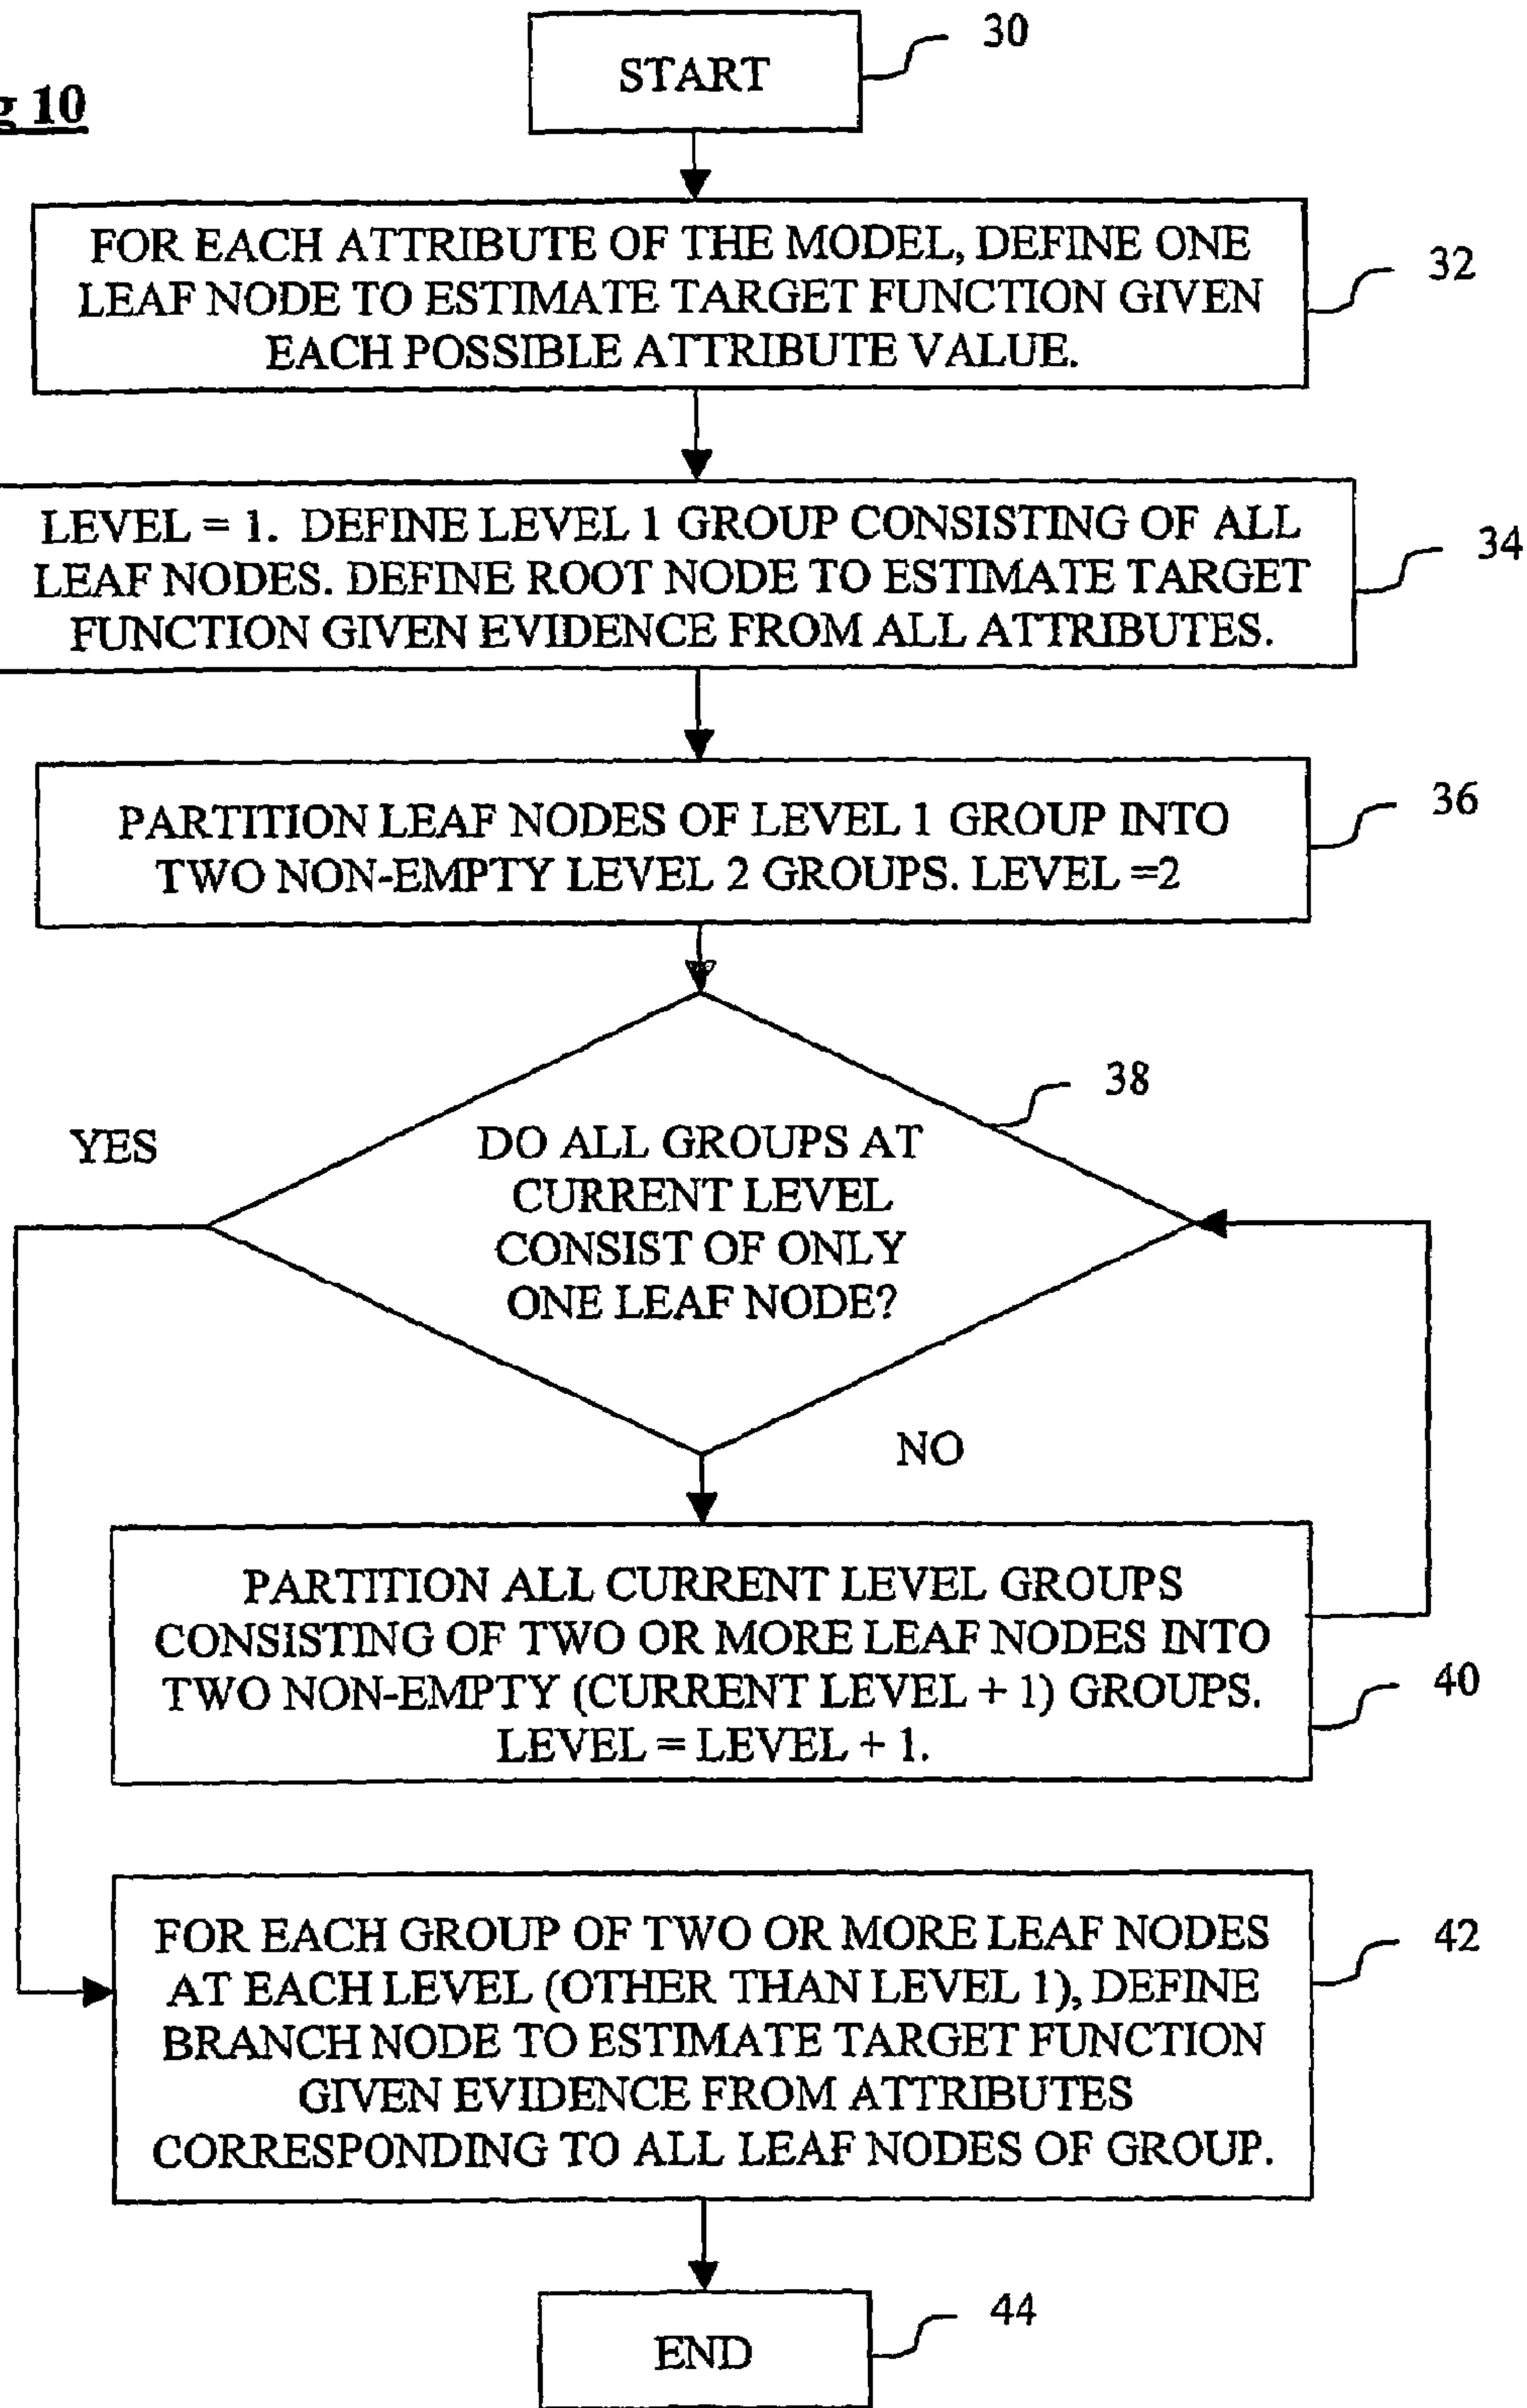 g 10
START
30
FOR EACH ATTRIBUTE OF THE MODEL, DEFINE ONE
LEAF NODE TO ESTIMATE TARGET FUNCTION GIVEN
EACH POSSIBLE ATTRIBUTE VALUE.
32
LEVEL = 1. DEFINE LEVEL 1 GROUP CONSISTING OF ALL
LEAF NODES. DEFINE ROOT NODE TO ESTIMATE TARGET
FUNCTION GIVEN EVIDENCE FROM ALL ATTRIBUTES.
34
PARTITION LEAF NODES OF LEVEL 1 GROUP INTO
TWO NON-EMPTY LEVEL 2 GROUPS. LEVEL =2
36
38
YES
DO ALL GROUPS AT
CURRENT LEVEL
CONSIST OF ONLY
ONE LEAF NODE?
NO
PARTITION ALL CURRENT LEVEL GROUPS
CONSISTING OF TWO OR MORE LEAF NODES INTO
TWO NON-EMPTY (CURRENT LEVEL + 1) GROUPS.
LEVEL = LEVEL + 1.
40
FOR EACH GROUP OF TWO OR MORE LEAF NODES
AT EACH LEVEL (OTHER THAN LEVEL 1), DEFINE
BRANCH NODE TO ESTIMATE TARGET FUNCTION
GIVEN EVIDENCE FROM ATTRIBUTES
CORRESPONDING TO ALL LEAF NODES OF GROUP.
42
END
44